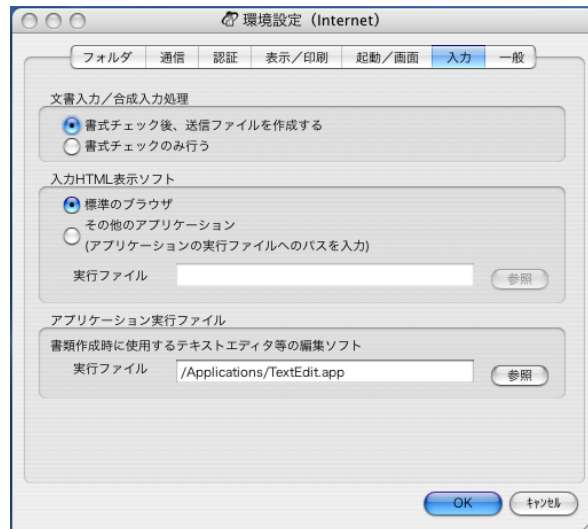 環境設定（Internet）
フォルダ
通信
認証
表示／印刷
起動／画面
入力
一般
文書入力／合成入力処理
書式チェック後、送信ファイルを作成する
書式チェックのみ行う
入力HTML表示ソフト
標準のブラウザ
その他のアプリケーション
(アプリケーションの実行ファイルへのパスを入力)
実行ファイル
参照
アプリケーション実行ファイル
書類作成時に使用するテキストエディタ等の編集ソフト
実行ファイル
/Applications/TextEdit.app
参照
OK
ｷｬﾝｾﾙ